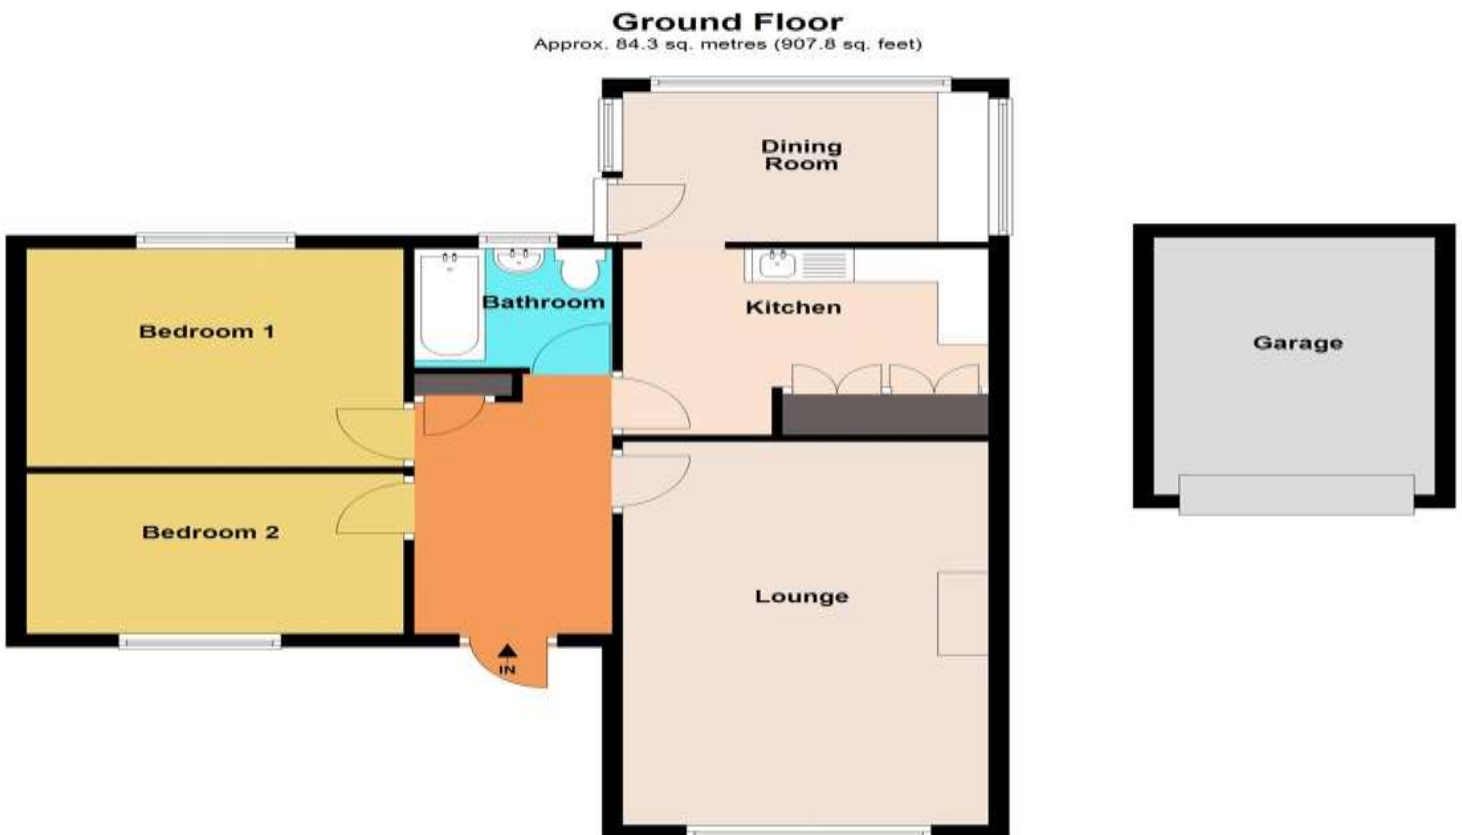 Ground Floor
Approx. 84.3 sq. metres (907.8 sq. feet)
Dining
Room
Bedroom 1
Bathroom
Kitchen
Garage
Bedroom 2
Lounge
IN